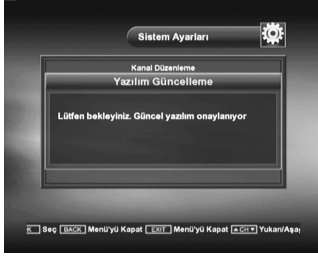 Sistem Ayarları
Kanal Düzenleme
Yazılım Güncelleme
Lütfen bekleyiniz. Güncel yazılım onaylanıyor
K Seç BACK Menü'yü Kapat EXIT Menü'yü Kapat ▲CH▼ Yukarı/Aşaj